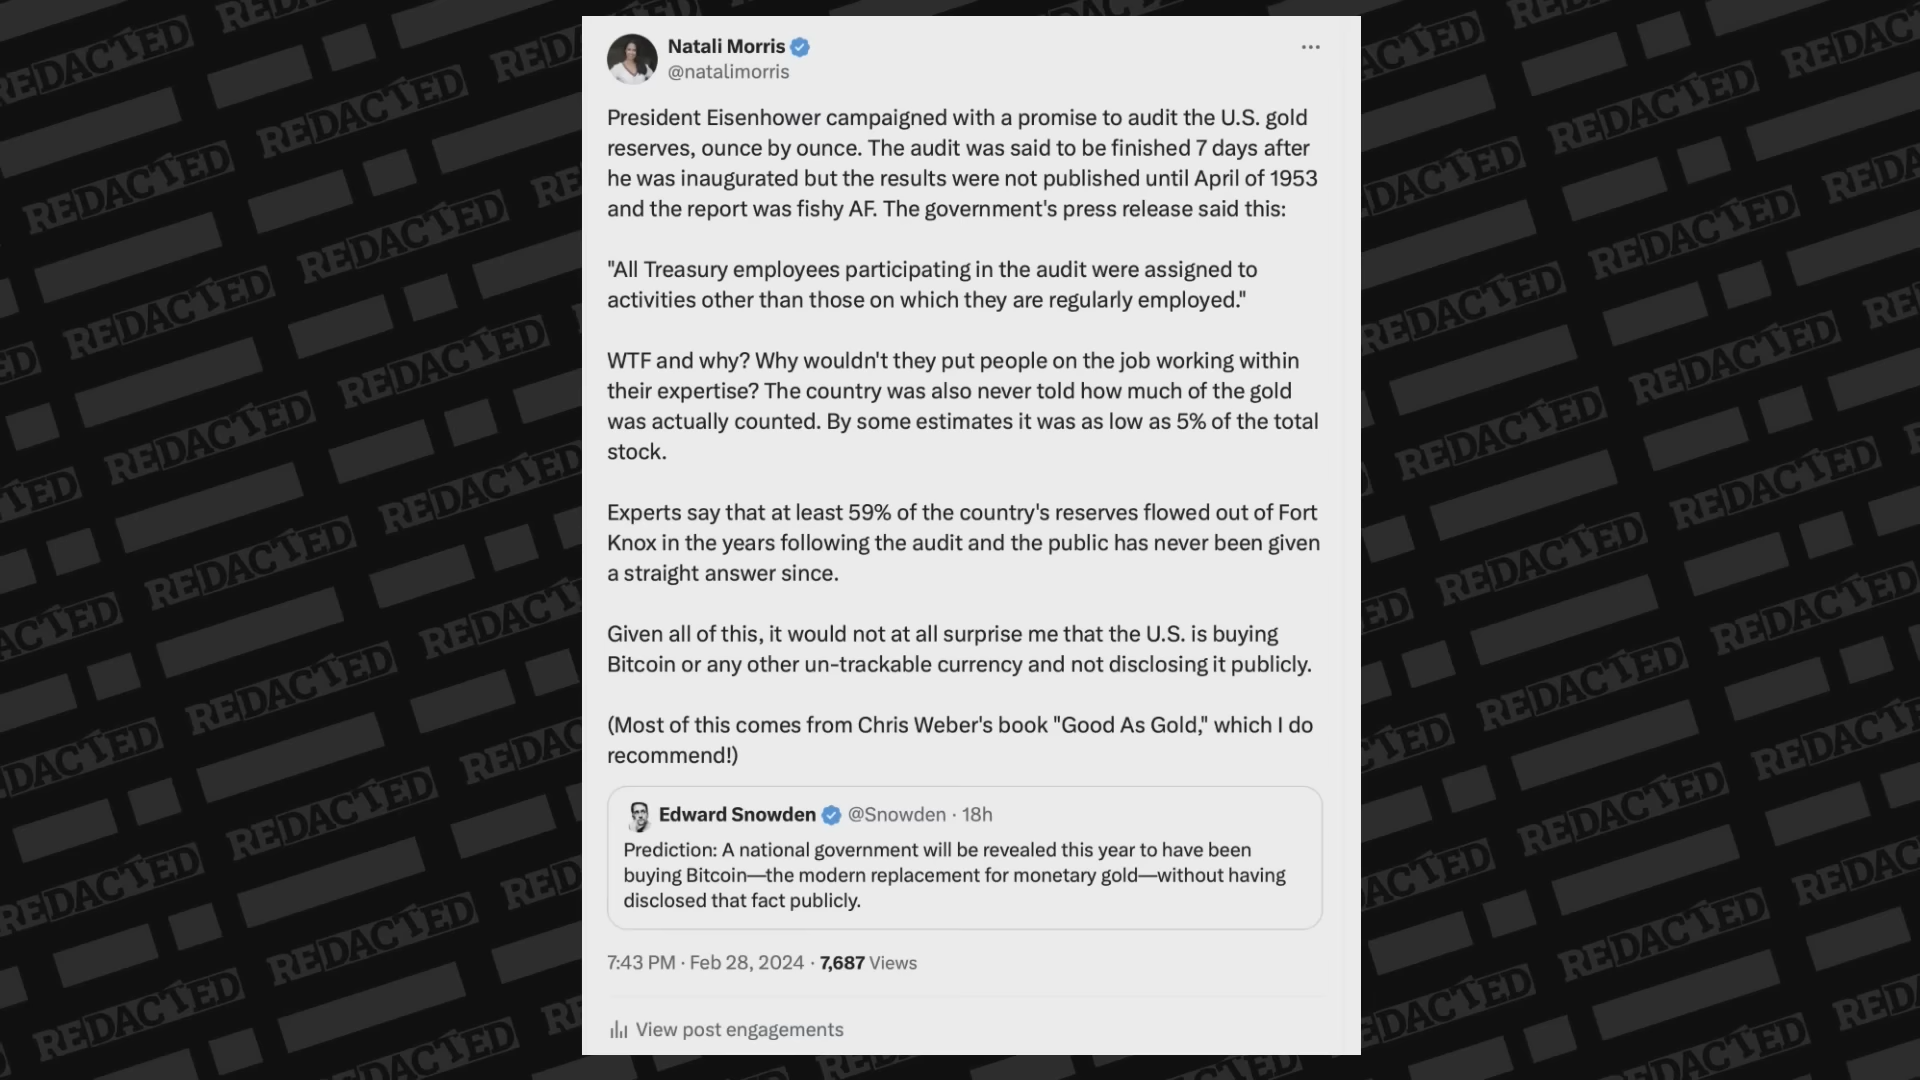 Natali Morris
@natalimorris
President Eisenhower campaigned with a promise to audit the U.S. gold
reserves, ounce by ounce. The audit was said to be finished 7 days after
he was inaugurated but the results were not published until April of 1953
and the report was fishy AF. The government's press release said this:
"All Treasury employees participating in the audit were assigned to
activities other than those on which they are regularly employed."
WTF and why? Why wouldn't they put people on the job working within
their expertise? The country was also never told how much of the gold
was actually counted. By some estimates it was as low as 5% of the total
stock.
Experts say that at least 59% of the country's reserves flowed out of Fort
Knox in the years following the audit and the public has never been given
a straight answer since.
Given all of this, it would not at all surprise me that the U.S. is buying
Bitcoin or any other un-trackable currency and not disclosing it publicly.
(Most of this comes from Chris Weber's book "Good As Gold," which I do
recommend!)
Edward Snowden @Snowden · 18h
Prediction: A national government will be revealed this year to have been
buying Bitcoin—the modern replacement for monetary gold—without having
disclosed that fact publicly.
7:43 PM · Feb 28, 2024 · 7,687 Views
View post engagements
REDACTED